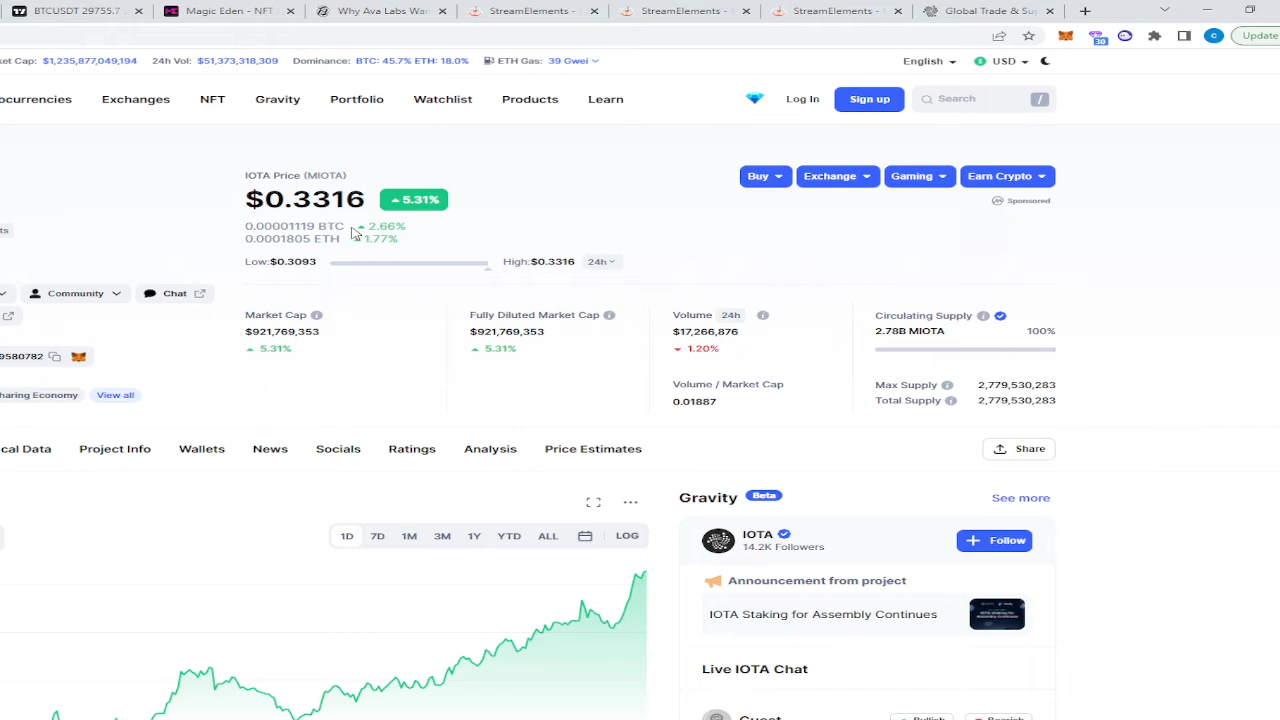 BTCUSDT 29755.7
Magic Eden - NFT
Why Ava Labs Wan
StreamElements -
StreamElements -
StreamElements -
Global Trade & Sup
30
C
Update
ket Cap: $1,235,877,049,194 24h Vol: $51,373,318,309 Dominance: BTC: 45.7% ETH: 18.0% ETH Gas: 39 Gwei
English USD
ocurrencies Exchanges NFT Gravity Portfolio Watchlist Products Learn
Log In Sign up Search /
IOTA Price (MIOTA)
$0.3316 5.31%
0.00001119 BTC 2.66%
0.0001805 ETH 1.77%
Low:$0.3093 High:$0.3316 24h
Buy Exchange Gaming Earn Crypto
Sponsored
ts
Community Chat
9580782
haring Economy View all
Market Cap
$921,769,353
5.31%
Fully Diluted Market Cap
$921,769,353
5.31%
Volume 24h
$17,266,876
1.20%
Volume / Market Cap
0.01887
Circulating Supply
2.78B MIOTA 100%
Max Supply 2,779,530,283
Total Supply 2,779,530,283
cal Data Project Info Wallets News Socials Ratings Analysis Price Estimates
Share
1D 7D 1M 3M 1Y YTD ALL LOG
Gravity Beta See more
IOTA
14.2K Followers
Follow
Announcement from project
IOTA Staking for Assembly Continues
Live IOTA Chat
Guest
Bullish Bearish